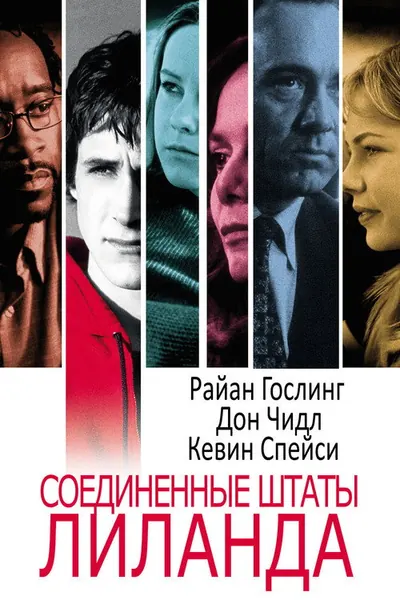 Райан Гослинг
Дон Чидл
Кевин Спейси
СОЕДИНЕННЫЕ ШТАТЫ
ЛИЛАНДА